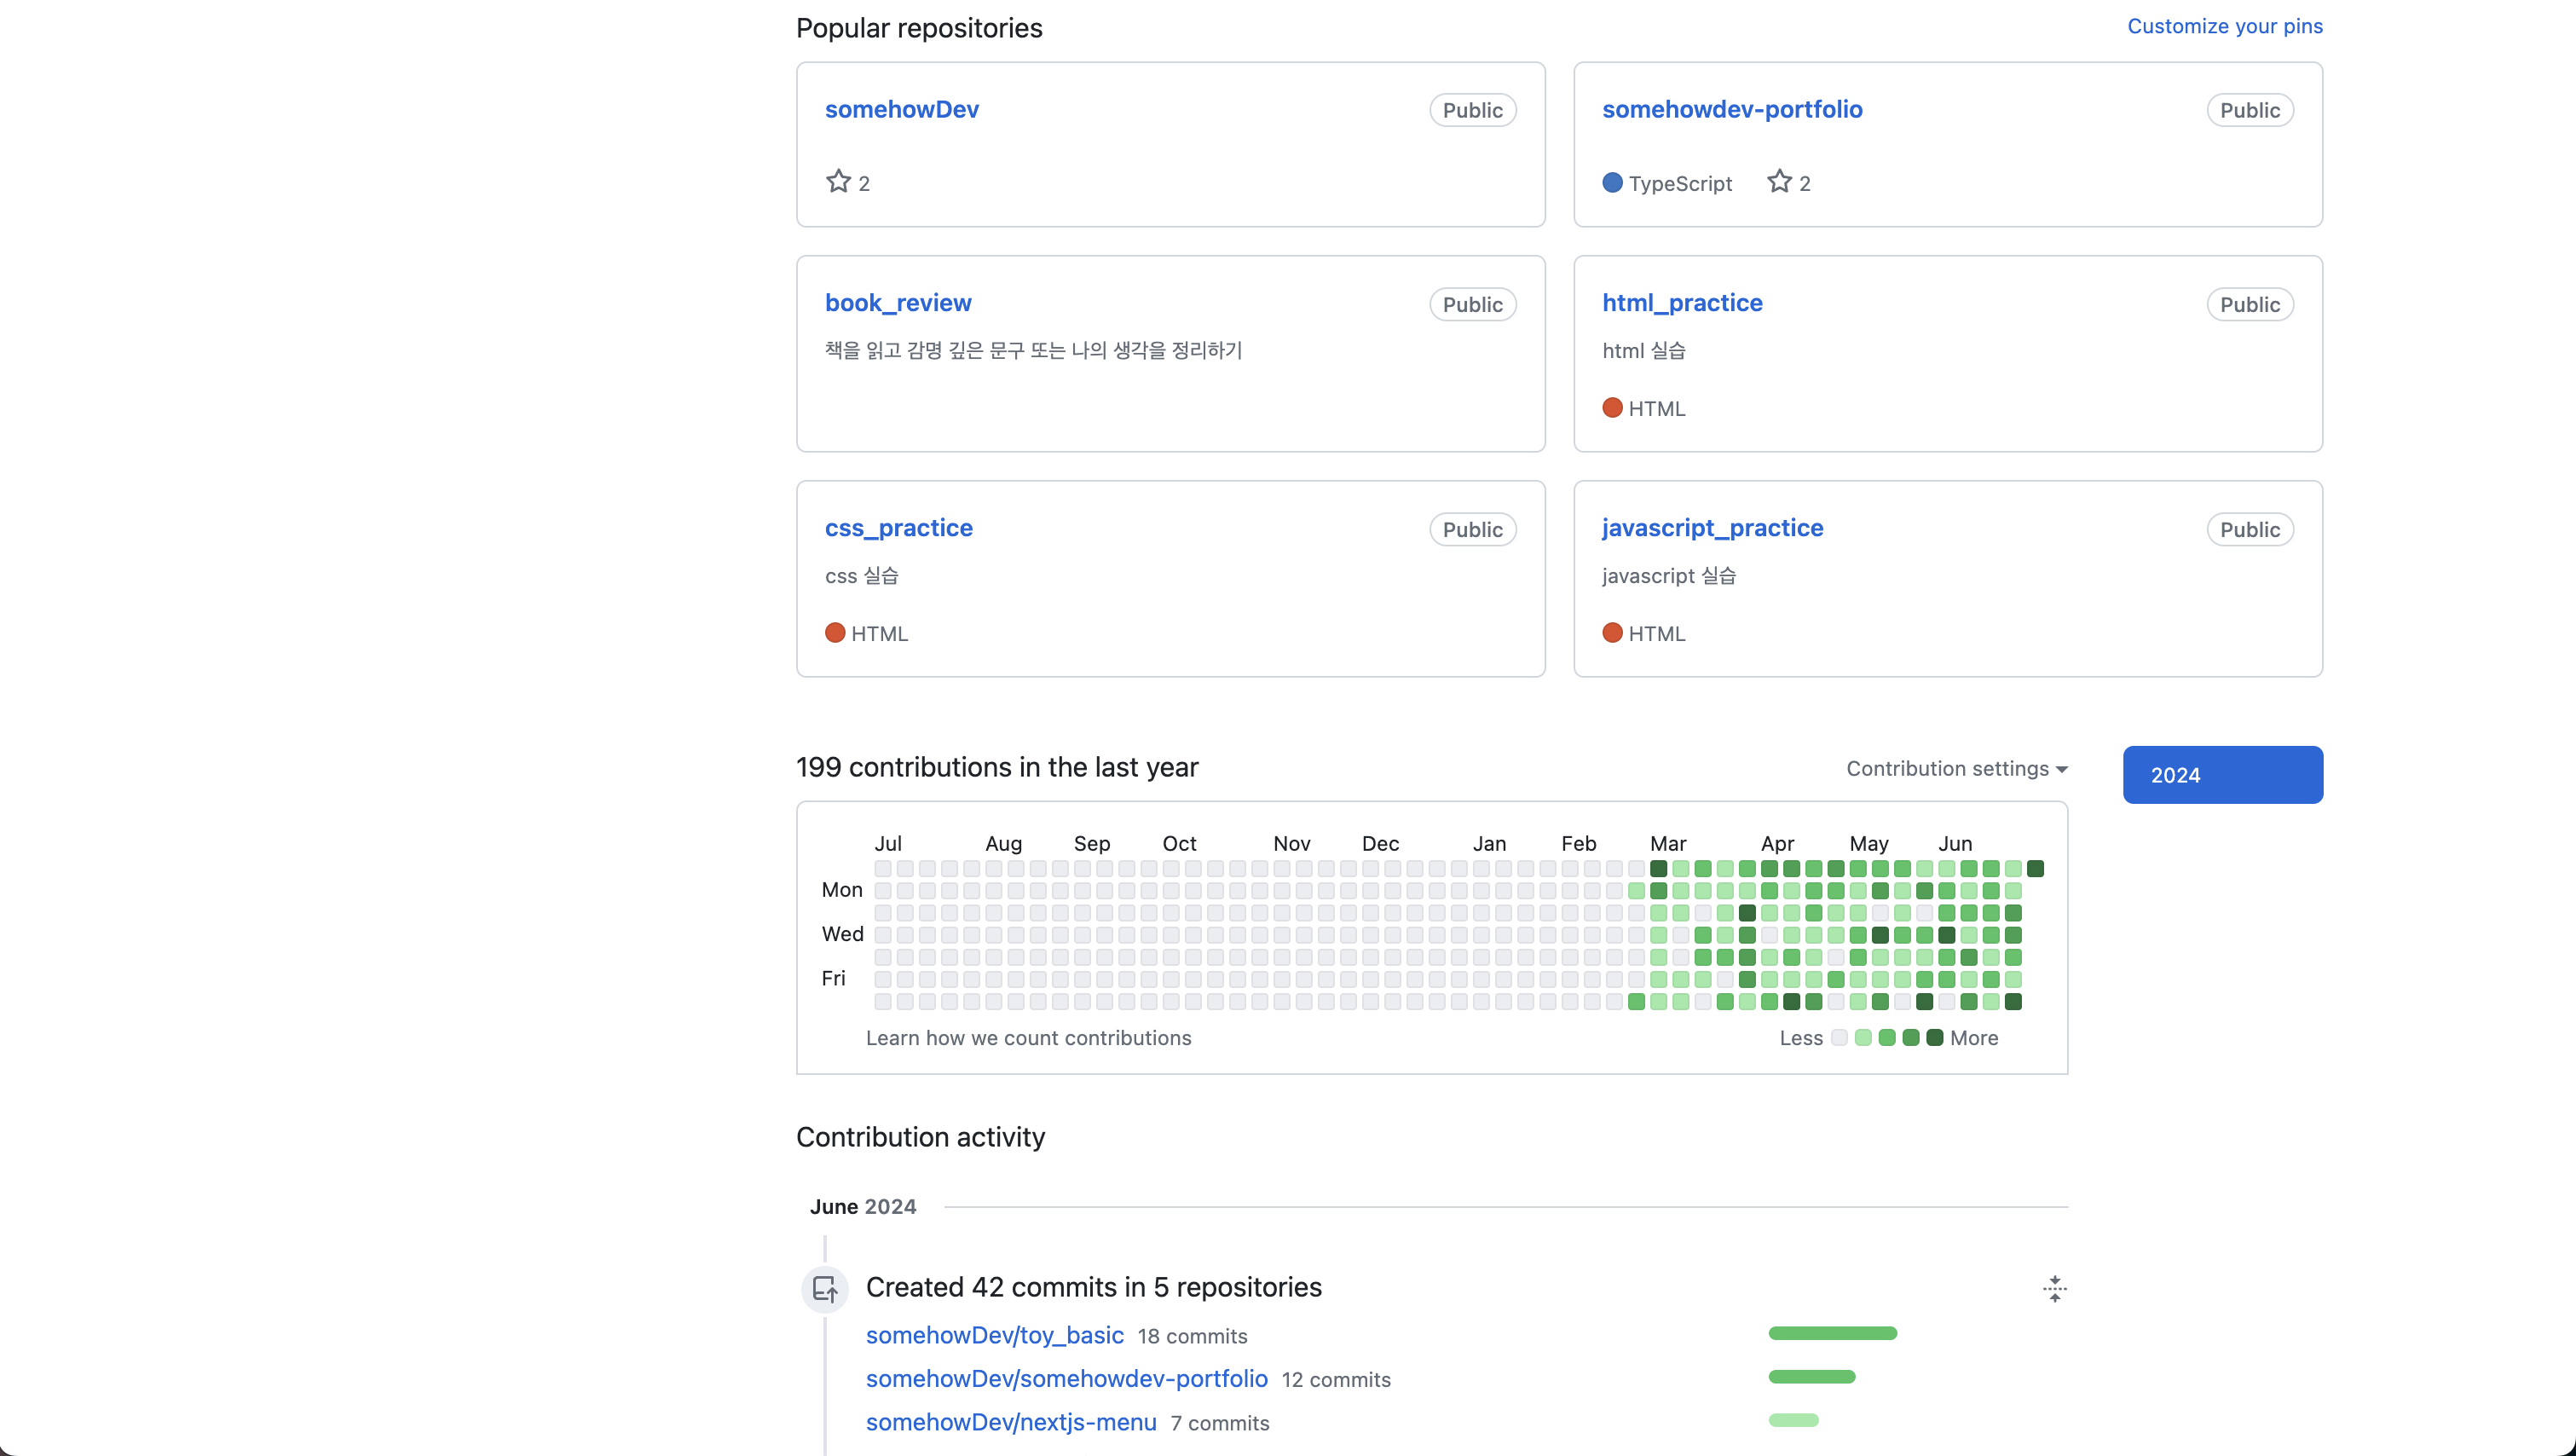 Popular repositories
Customize your pins
somehowDev
Public
2
somehowdev-portfolio
Public
TypeScript
2
book_review
Public
책을 읽고 감명 깊은 문구 또는 나의 생각을 정리하기
html_practice
Public
html 실습
HTML
css_practice
Public
css 실습
HTML
javascript_practice
Public
javascript 실습
HTML
199 contributions in the last year
Contribution settings
2024
Jul Aug Sep Oct Nov Dec Jan Feb Mar Apr May Jun
Mon
Wed
Fri
Learn how we count contributions
Less
More
Contribution activity
June 2024
Created 42 commits in 5 repositories
somehowDev/toy_basic 18 commits
somehowDev/somehowdev-portfolio 12 commits
somehowDev/nextjs-menu 7 commits